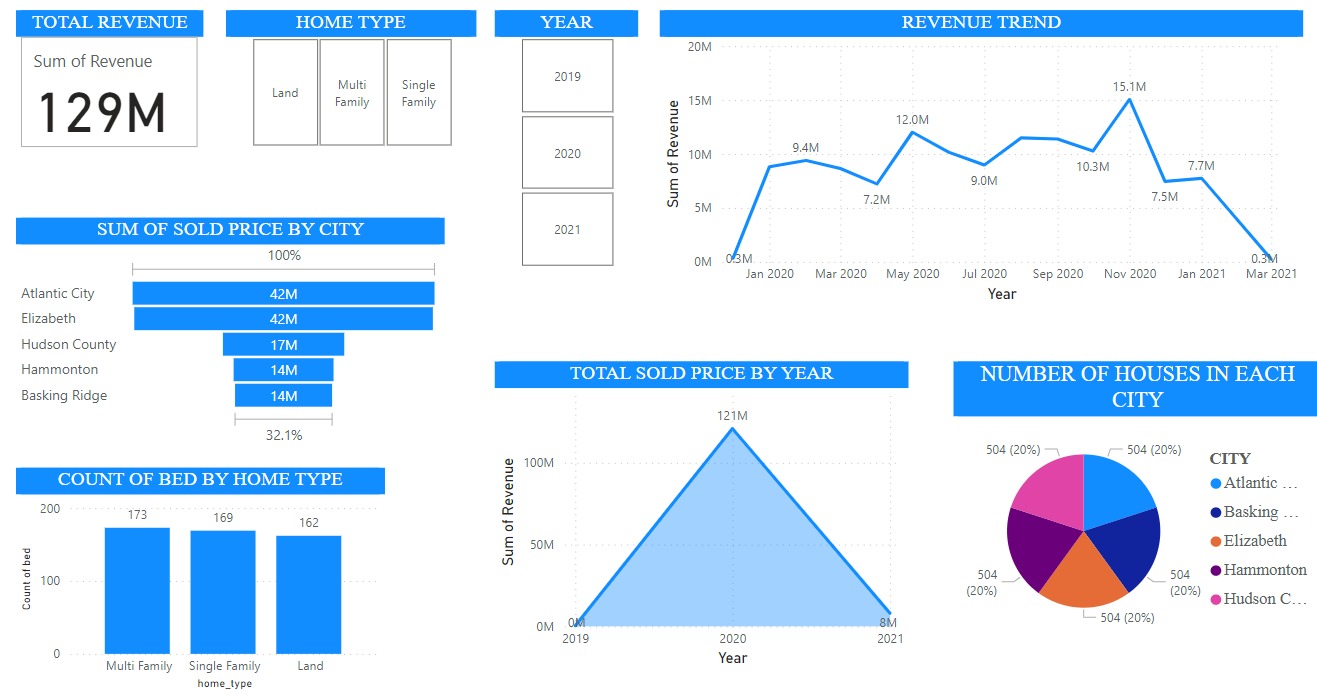 TOTAL REVENUE
Sum of Revenue
129M
HOME TYPE
Land
Multi
Family
Single
Family
YEAR
2019
2020
2021
REVENUE TREND
Sum of Revenue
20M
15M
10M
5M
0M
0.3M
9.4M
7.2M
12.0M
9.0M
10.3M
15.1M
7.5M
7.7M
0.3M
Jan 2020
Mar 2020
May 2020
Jul 2020
Sep 2020
Nov 2020
Jan 2021
Mar 2021
Year
SUM OF SOLD PRICE BY CITY
100%
Atlantic City
42M
Elizabeth
42M
Hudson County
17M
Hammonton
14M
Basking Ridge
14M
32.1%
COUNT OF BED BY HOME TYPE
Count of bed
200
100
0
173
169
162
Multi Family
Single Family
Land
home_type
TOTAL SOLD PRICE BY YEAR
Sum of Revenue
100M
50M
0M
0M
121M
8M
2019
2020
2021
Year
NUMBER OF HOUSES IN EACH
CITY
504 (20%)
504 (20%)
504
(20%)
504
(20%)
504 (20%)
CITY
Atlantic …
Basking …
Elizabeth
Hammonton
Hudson C…